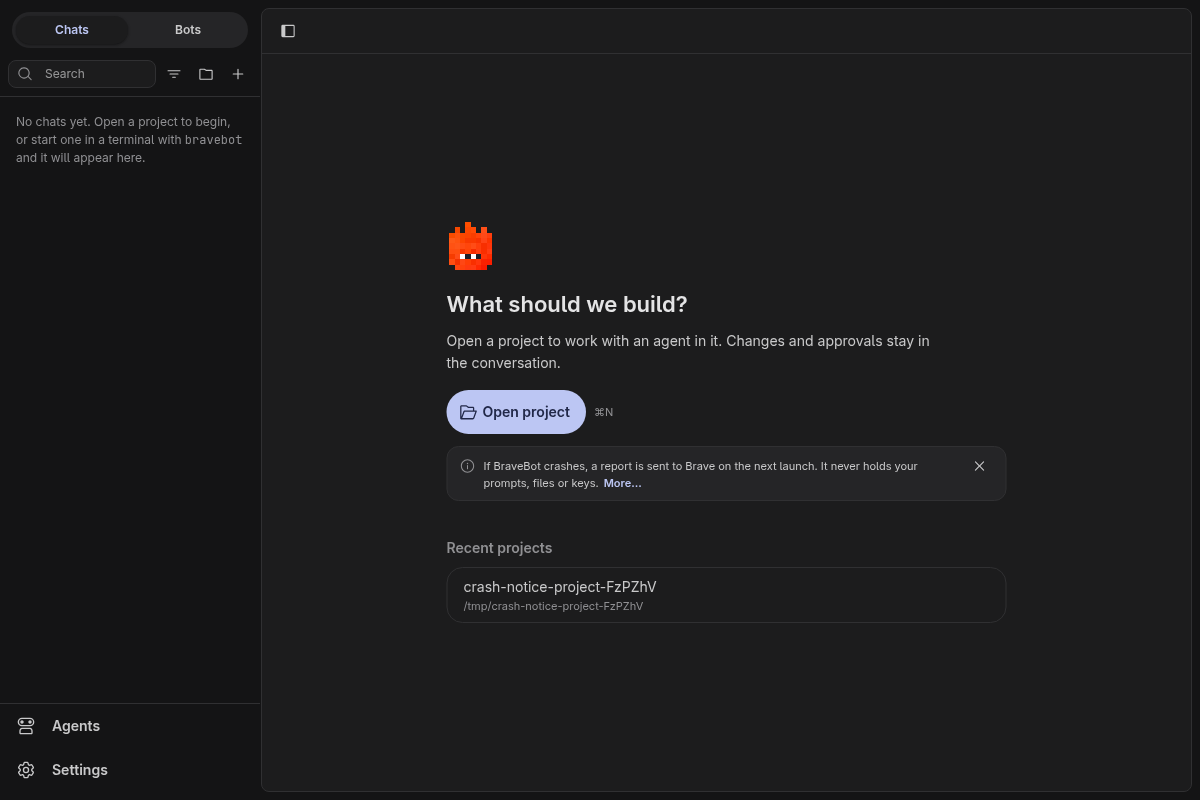 Chats
Bots
Search
No chats yet. Open a project to begin,
or start one in a terminal with bravebot
and it will appear here.
What should we build?
Open a project to work with an agent in it. Changes and approvals stay in
the conversation.
Open project ⌘N
If BraveBot crashes, a report is sent to Brave on the next launch. It never holds your
prompts, files or keys. More...
Recent projects
crash-notice-project-FzPZhV
/tmp/crash-notice-project-FzPZhV
Agents
Settings